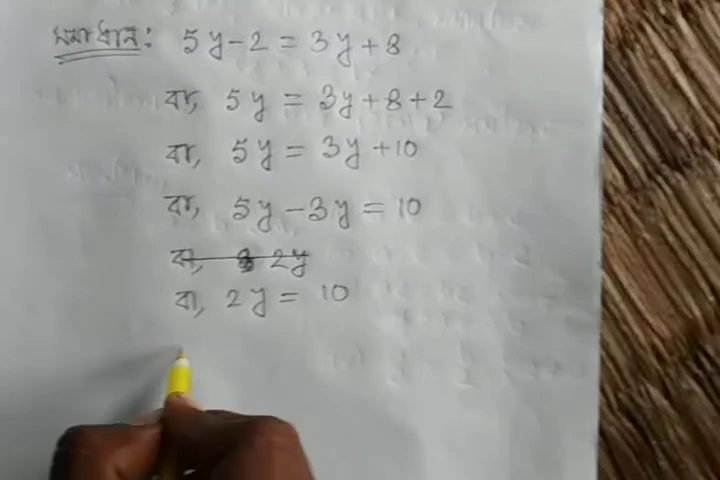 সমাধান: 5y-2 = 3y+8
বা, 5y = 3y+8+2
বা, 5y = 3y+10
বা, 5y-3y = 10
বা, 2y
বা, 2y = 10